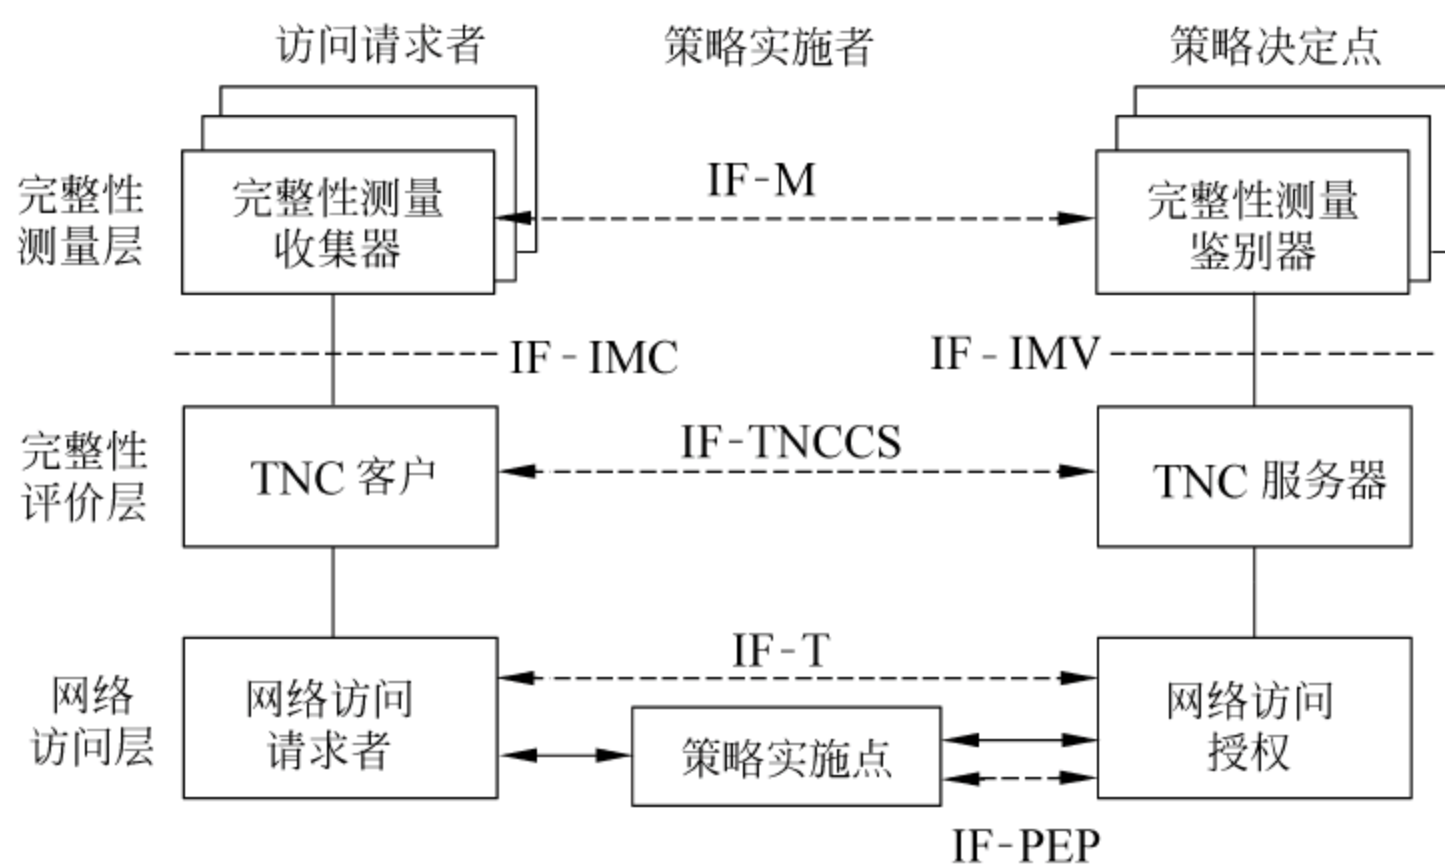 访问请求者
策略实施者
策略决定点
完整性
测量层
完整性测量
收集器
IF-M
完整性测量
鉴别器
IF-IMC
IF-IMV
完整性
评价层
TNC 客户
IF-TNCCS
TNC 服务器
网络
访问层
网络访问
请求者
IF-T
策略实施点
网络访问
授权
IF-PEP